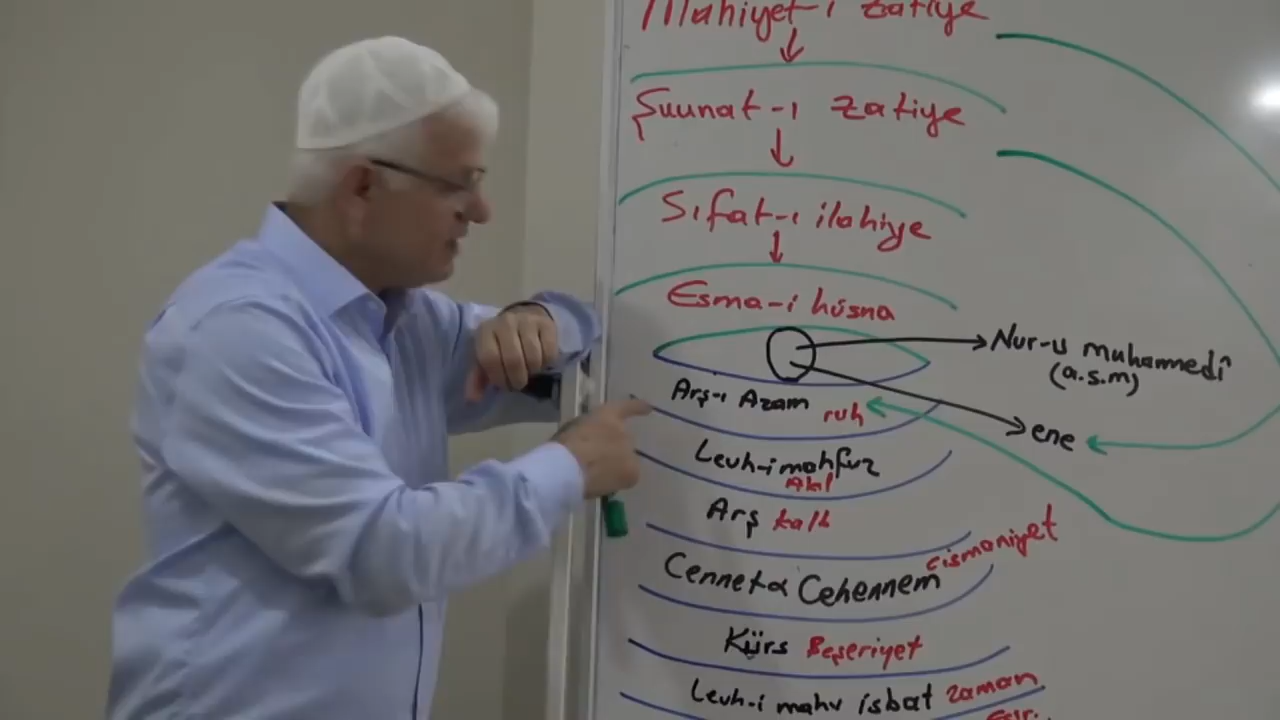 Mahiyet-i zatiye
Şuunat-ı zatiye
Sıfat-ı ilahiye
Esma-i hüsna
Nur-u muhammedî
(a.s.m)
Arş-ı Azam ruh
ene
Levh-i mahfuz
Akıl
Arş kalb
cismaniyet
Cennet Cehennem
Kürs Beşeriyet
Levh-i mahv isbat zaman